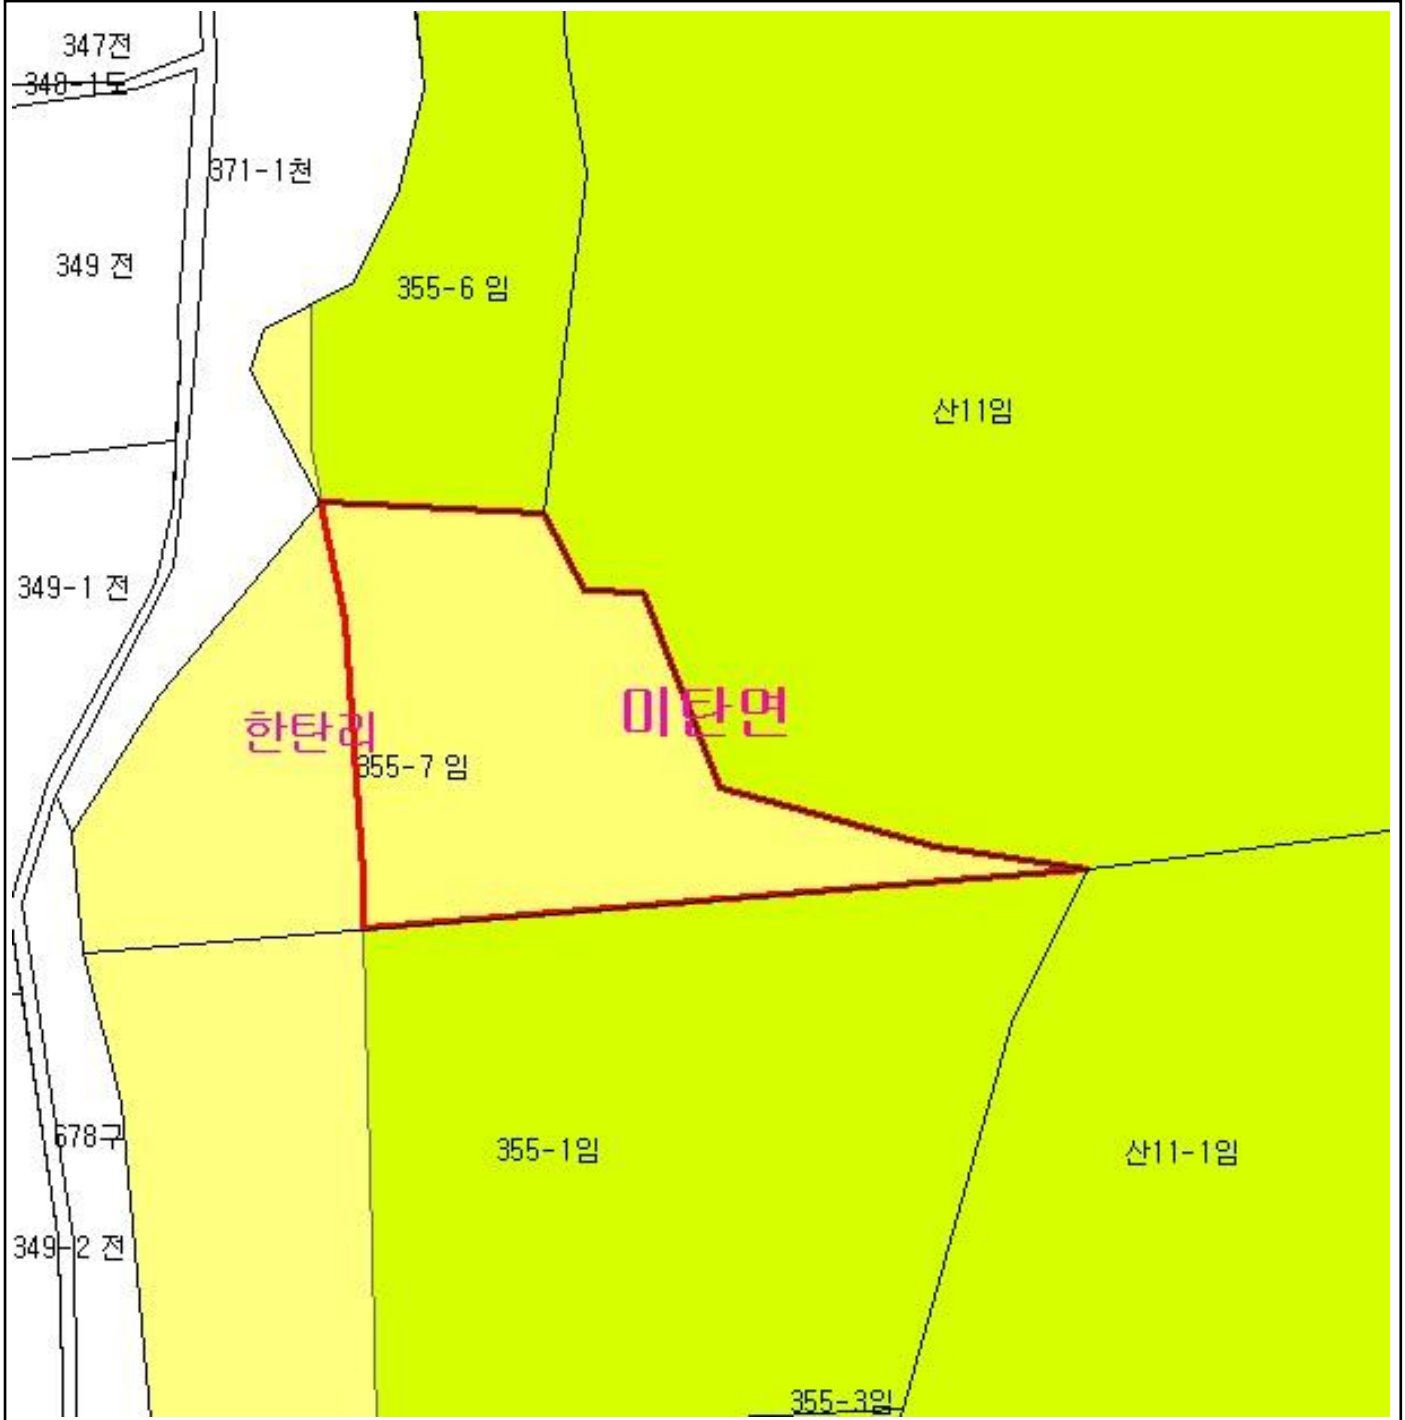 347전
348-1도
371-1천
349 전
355-6 임
산11임
349-1 전
한탄리
미탄면
355-7 임
678구
355-1임
산11-1임
349-2 전
355-3임